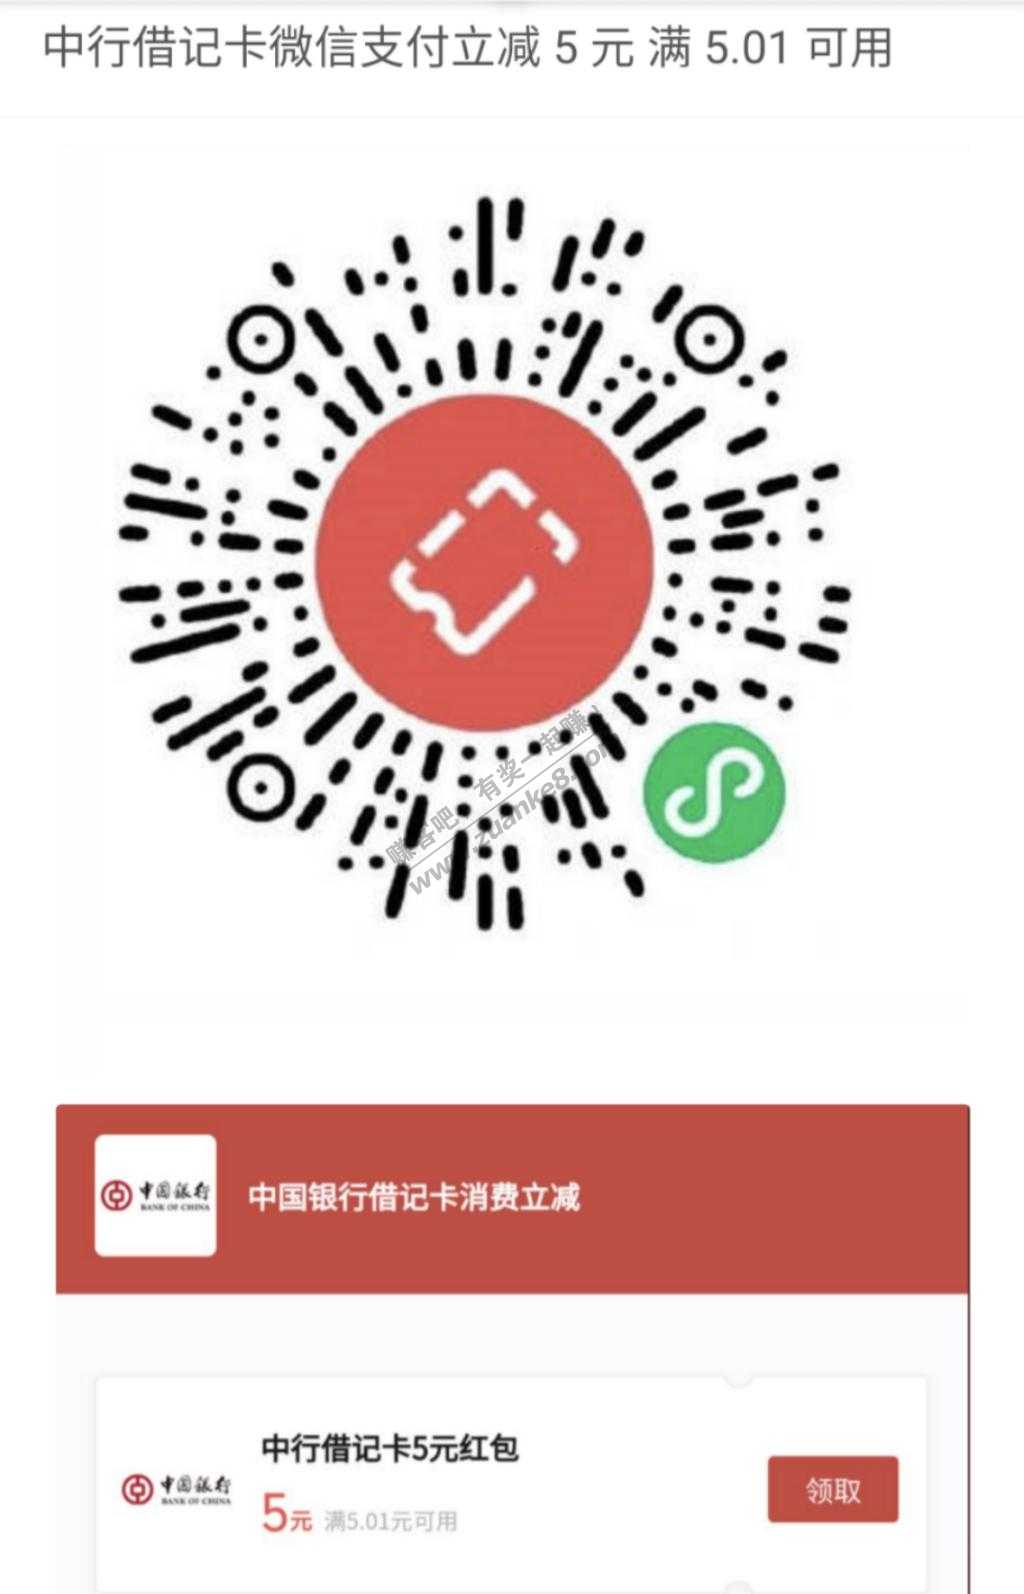 中行借记卡微信支付立减 5 元 满 5.01 可用
赚客吧，有奖一起赚！
www.zuanke8.com
中国银行
BANK OF CHINA
中国银行借记卡消费立减
中行借记卡5元红包
中国银行
BANK OF CHINA
5元 满5.01元可用
领取